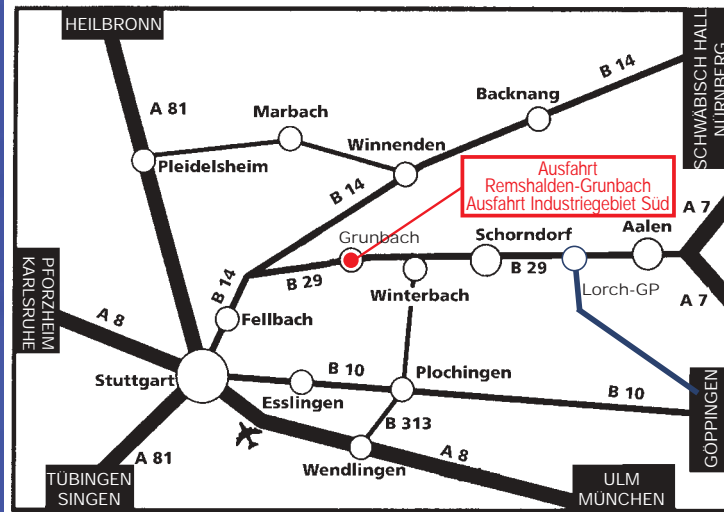 HEILBRONN
SCHWÄBISCH HALL
NÜRNBERG
B 14
A 81
Marbach
Backnang
Winnenden
Pleidelsheim
Ausfahrt
Remshalden-Grunbach
Ausfahrt Industriegebiet Süd
B 14
A 7
Grunbach
Schorndorf
Aalen
PFORZHEIM
KARLSRUHE
B 14
B 29
B 29
Winterbach
Lorch-GP
A 7
A 8
Fellbach
Stuttgart
B 10
Plochingen
Esslingen
B 10
GÖPPINGEN
B 313
A 81
A 8
Wendlingen
TÜBINGEN
SINGEN
ULM
MÜNCHEN